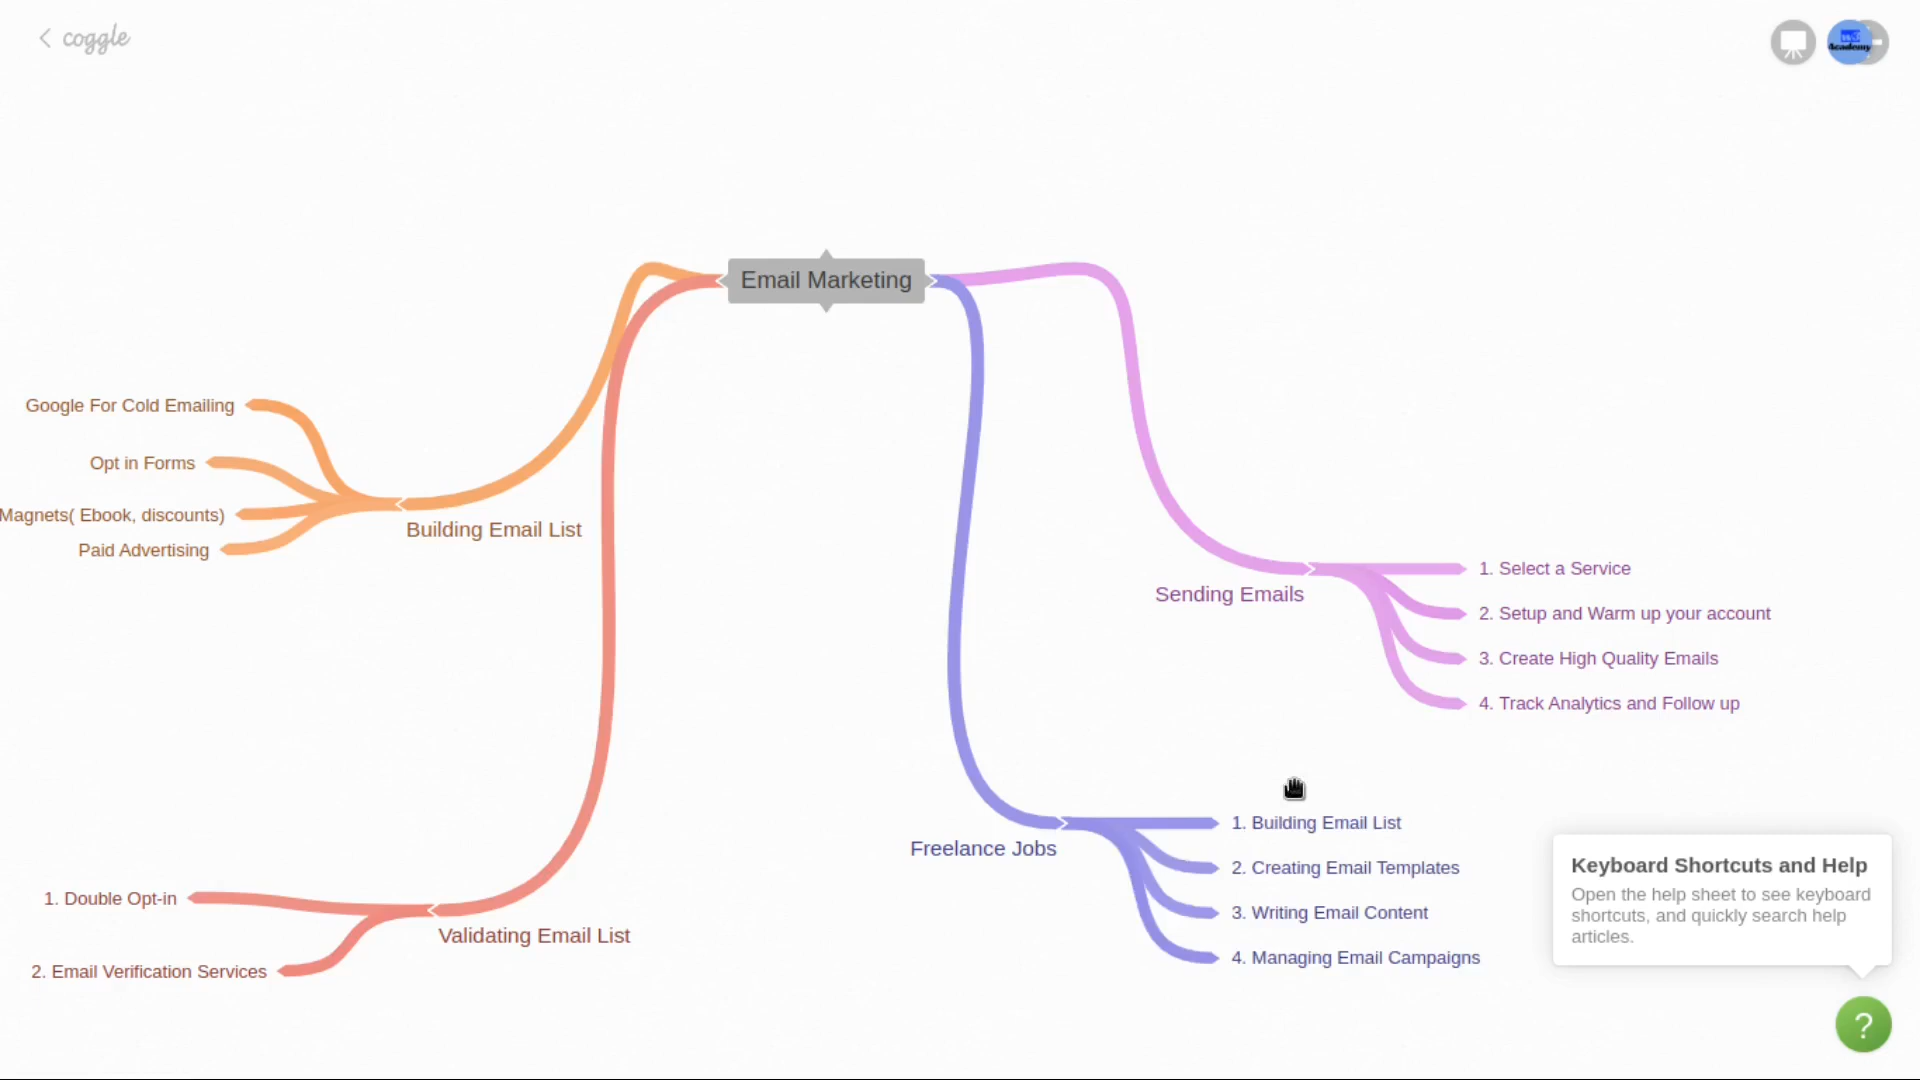 coggle
Academy
Email Marketing
Google For Cold Emailing
Opt in Forms
Magnets( Ebook, discounts)
Paid Advertising
Building Email List
1. Double Opt-in
2. Email Verification Services
Validating Email List
Sending Emails
1. Select a Service
2. Setup and Warm up your account
3. Create High Quality Emails
4. Track Analytics and Follow up
Freelance Jobs
1. Building Email List
2. Creating Email Templates
3. Writing Email Content
4. Managing Email Campaigns
Keyboard Shortcuts and Help
Open the help sheet to see keyboard
shortcuts, and quickly search help
articles.
?